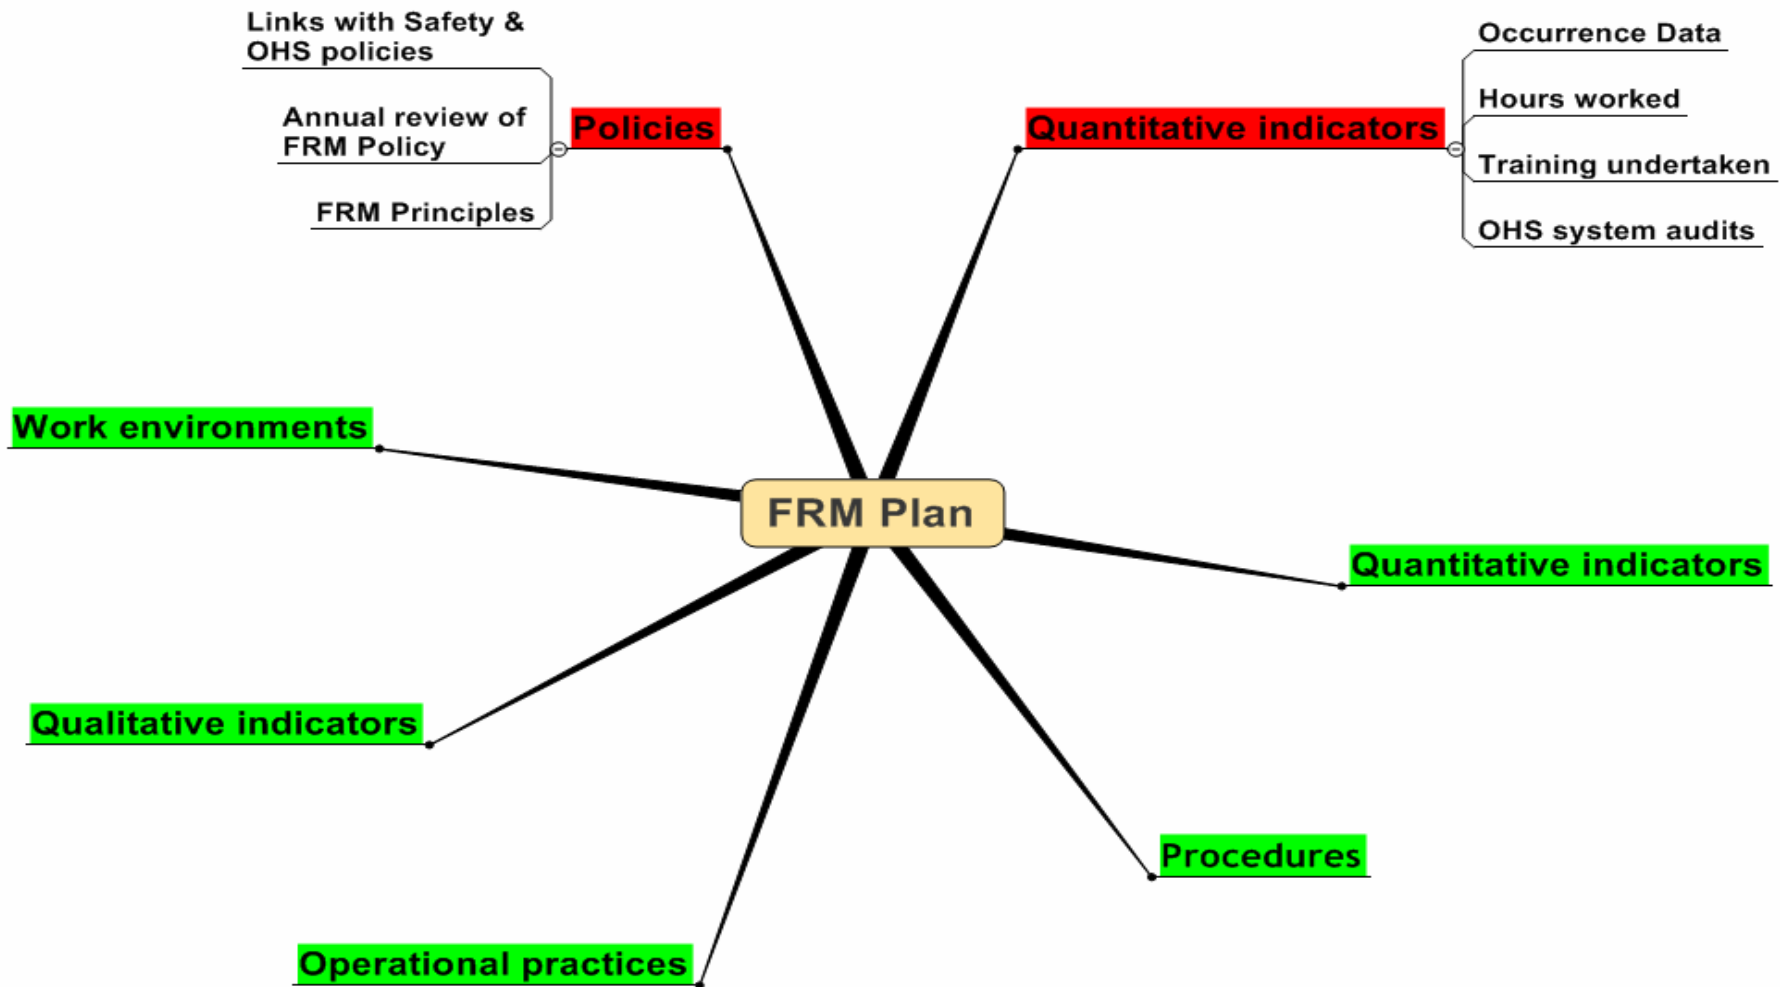 Links with Safety &
OHS policies
Annual review of
FRM Policy
FRM Principles
Policies
Quantitative indicators
Occurrence Data
Hours worked
Training undertaken
OHS system audits
Work environments
FRM Plan
Quantitative indicators
Qualitative indicators
Procedures
Operational practices